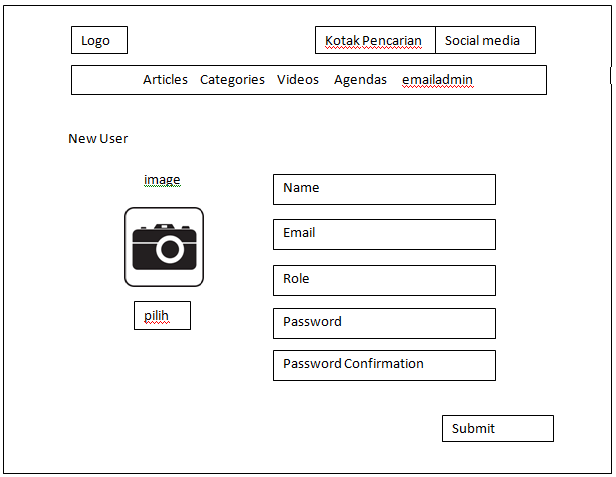 Logo
Kotak Pencarian
Social media
Articles Categories Videos Agendas emailadmin
New User
image
pilih
Name
Email
Role
Password
Password Confirmation
Submit